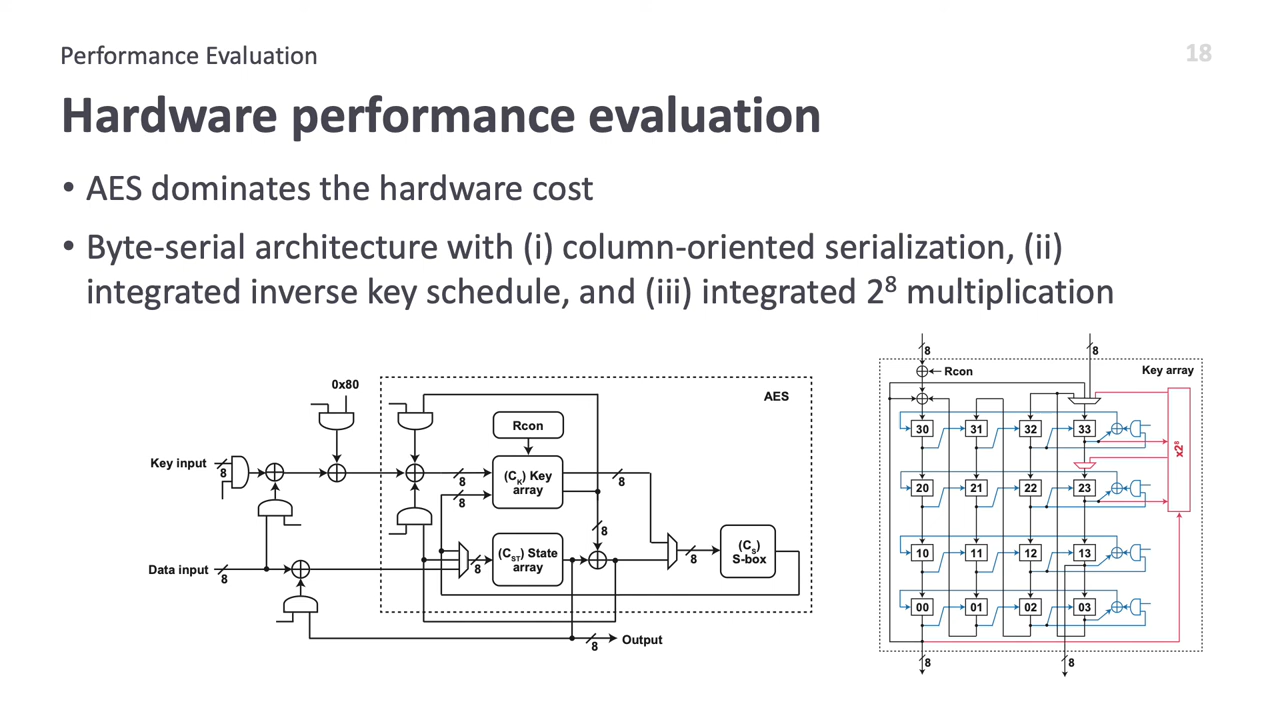 Performance Evaluation
18
Hardware performance evaluation
• AES dominates the hardware cost
• Byte-serial architecture with (i) column-oriented serialization, (ii)
integrated inverse key schedule, and (iii) integrated 2⁸ multiplication
0x80
AES
Rcon
Key input
8
8
(C_K) Key
array
8
8
8
(C_S)
S-box
8
(C_ST) State
array
8
Data input
8
8
Output
8
8
Rcon
Key array
30
31
32
33
x2⁸
20
21
22
23
10
11
12
13
00
01
02
03
8
8